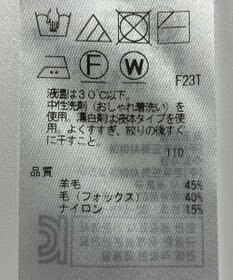 F
W
F23T
液温は30℃以下。
中性洗剤(おしゃれ着洗い)を
使用。漂白剤は液体タイプを使
用。よくすすぎ、絞りの後すぐ
に干すこと。
110
品質
羊毛 45%
毛(フォックス) 40%
ナイロン 15%